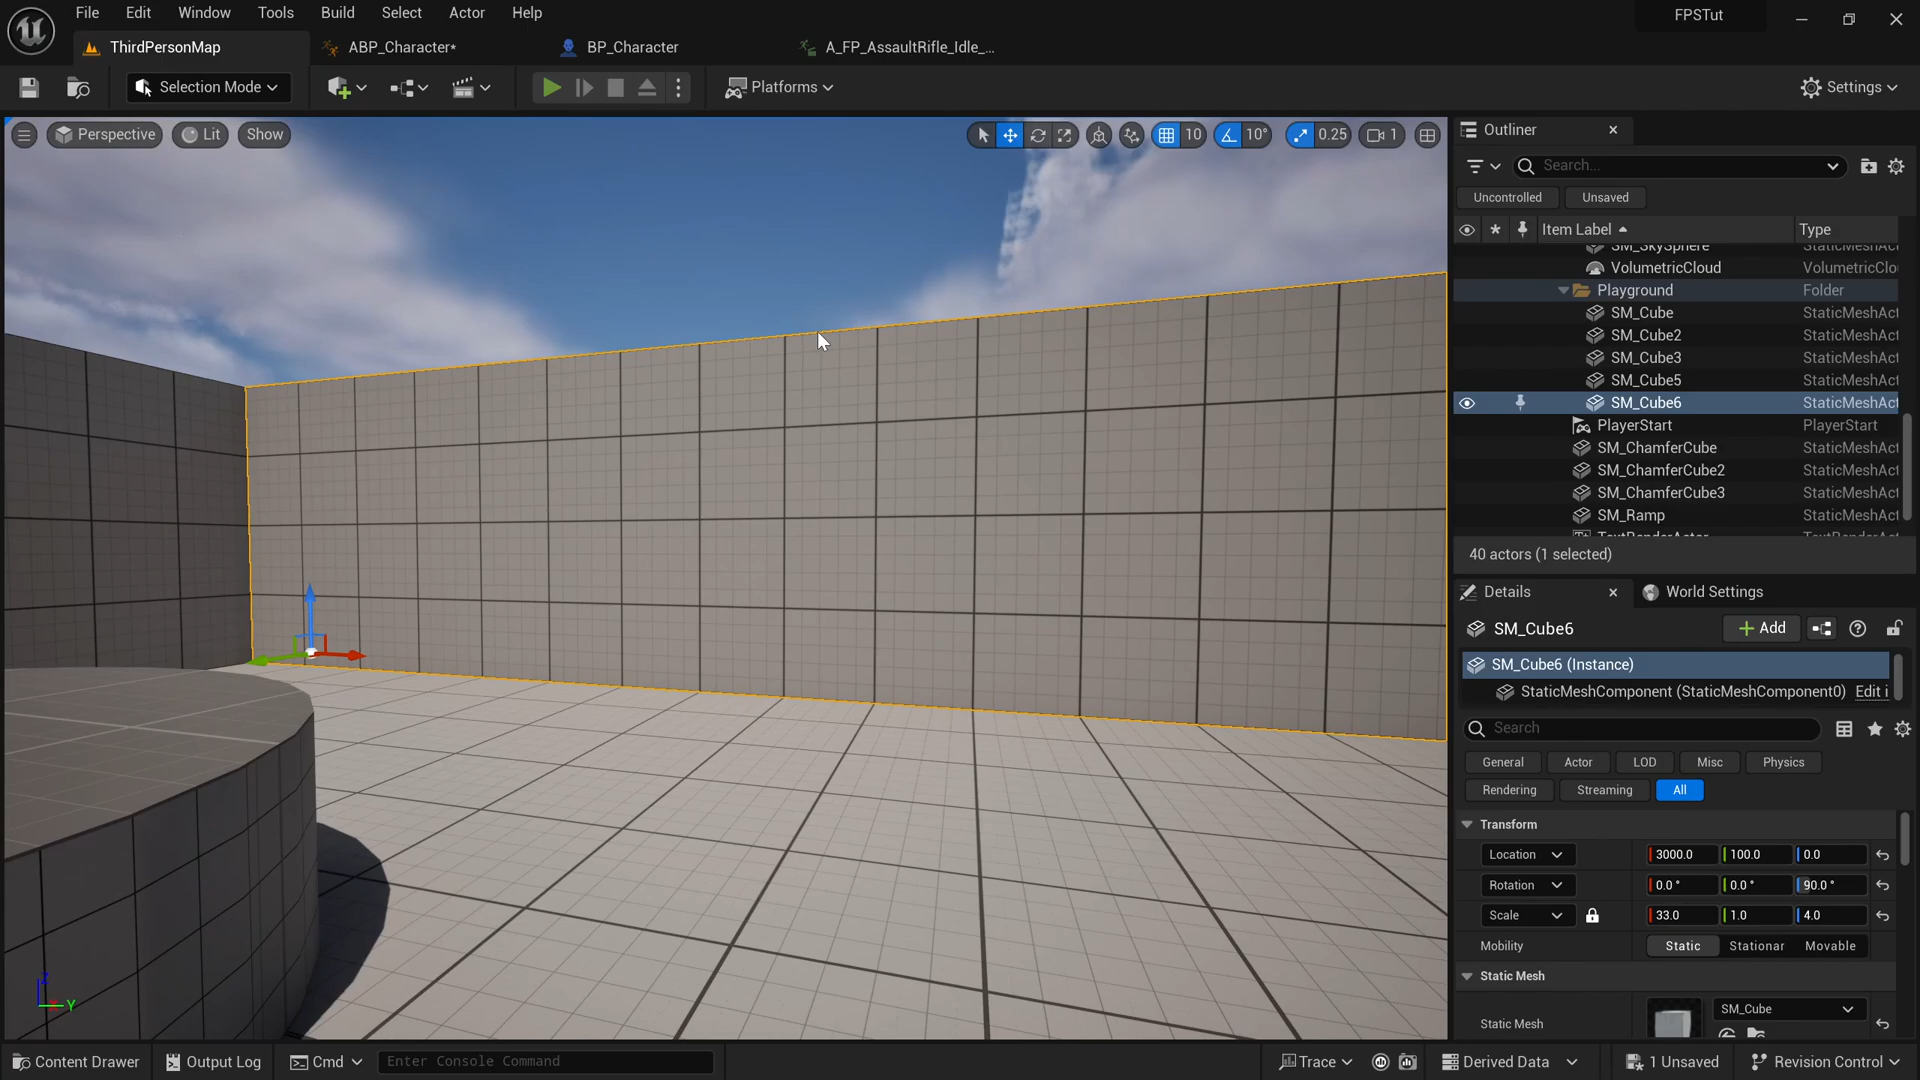 File Edit Window Tools Build Select Actor Help
FPSTut
ThirdPersonMap
ABP_Character*
BP_Character
A_FP_AssaultRifle_Idle_...
Selection Mode
Platforms
Settings
Perspective
Lit
Show
10
10°
0.25
1
Outliner
Search...
Uncontrolled
Unsaved
Item Label
Type
SM_SkySphere StaticMeshAct
VolumetricCloud VolumetricClo
Playground Folder
SM_Cube StaticMeshAct
SM_Cube2 StaticMeshAct
SM_Cube3 StaticMeshAct
SM_Cube5 StaticMeshAct
SM_Cube6 StaticMeshAct
PlayerStart PlayerStart
SM_ChamferCube StaticMeshAct
SM_ChamferCube2 StaticMeshAct
SM_ChamferCube3 StaticMeshAct
SM_Ramp StaticMeshAct
40 actors (1 selected)
Details
World Settings
SM_Cube6
Add
SM_Cube6 (Instance)
StaticMeshComponent (StaticMeshComponent0) Edit i
Search
General Actor LOD Misc Physics
Rendering Streaming All
Transform
Location 3000.0 100.0 0.0
Rotation 0.0 ° 0.0 ° 90.0 °
Scale 33.0 1.0 4.0
Mobility Static Stationar Movable
Static Mesh
Static Mesh SM_Cube
Z
Y
Content Drawer
Output Log
Cmd
Enter Console Command
Trace
Derived Data
1 Unsaved
Revision Control